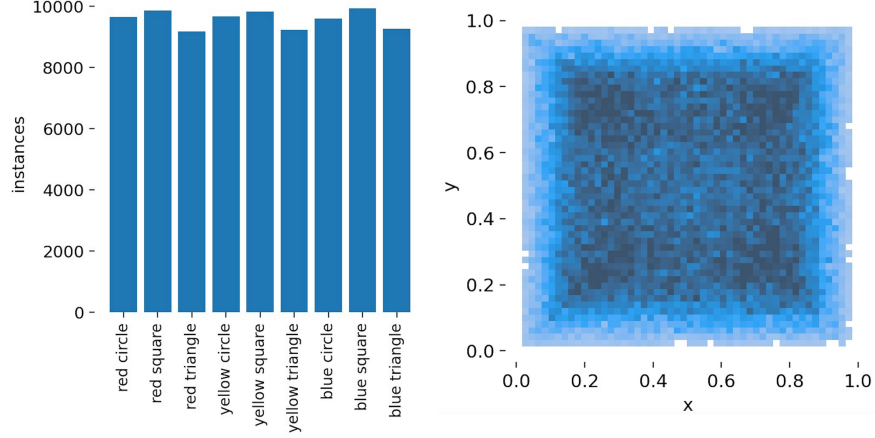 instances
10000
8000
6000
4000
2000
0
red circle
red square
red triangle
yellow circle
yellow square
yellow triangle
blue circle
blue square
blue triangle
y
1.0
0.8
0.6
0.4
0.2
0.0
0.0 0.2 0.4 0.6 0.8 1.0
x